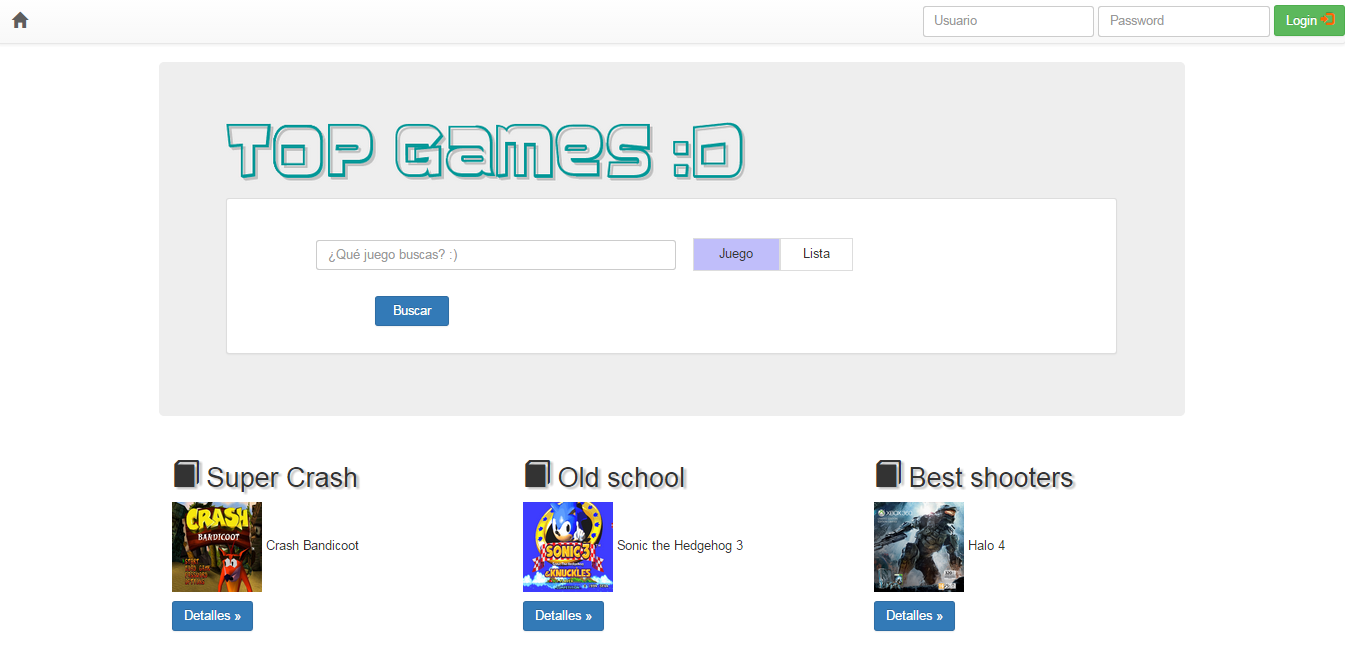 Usuario Password Login
TOP Games :D
¿Qué juego buscas? :) Juego Lista
Buscar
Super Crash Old school Best shooters
CRASH
BANDICOOT
Crash Bandicoot
SONIC 3
& KNUCKLES
Sonic the Hedgehog 3
XBOX 360
Halo 4
Detalles » Detalles » Detalles »